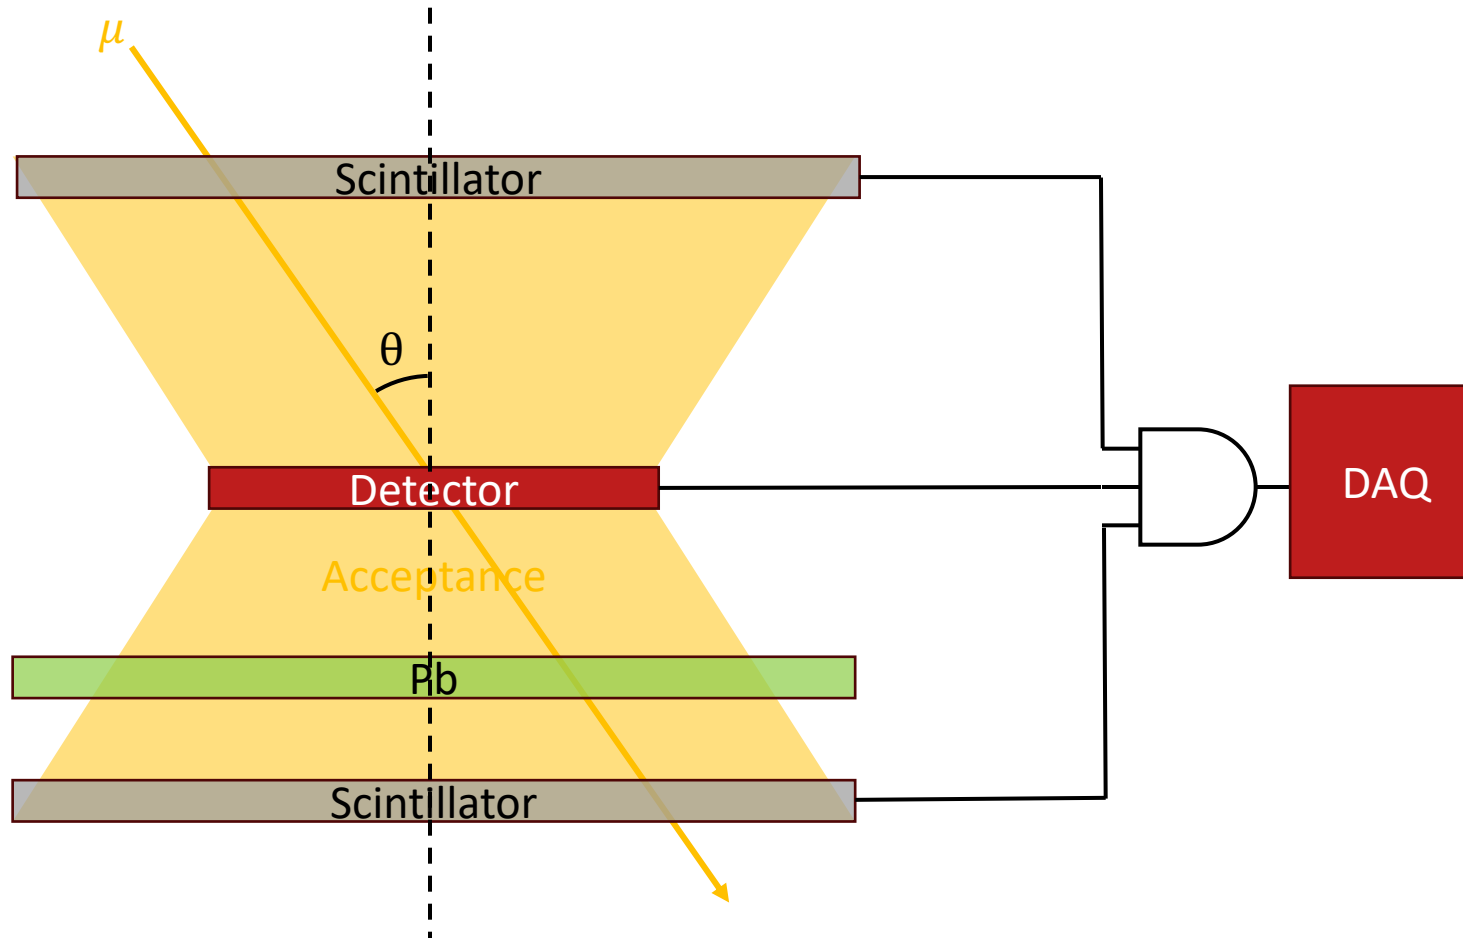 μ
Scintillator
θ
Detector
DAQ
Acceptance
Pb
Scintillator